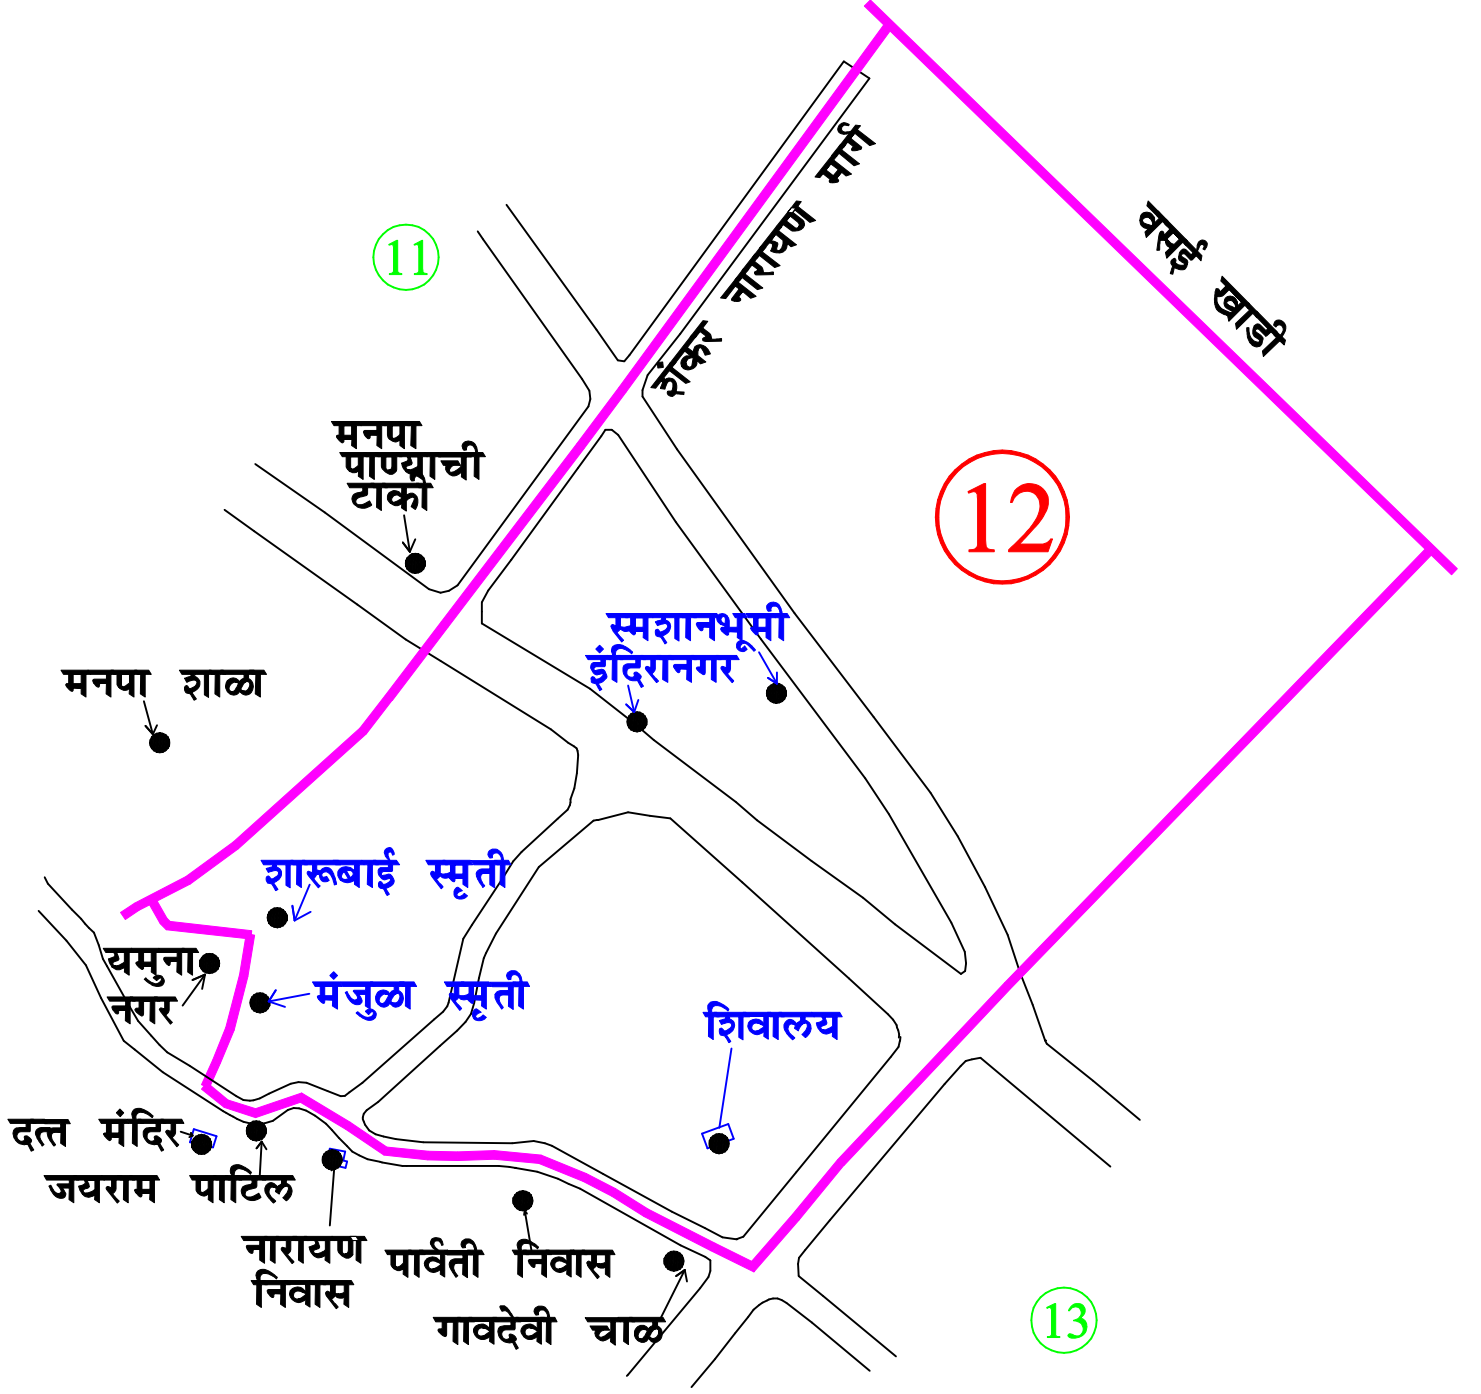 शंकर नारायण मार्ग
वसई खाडी
11
मनपा
पाण्याची
टाकी
12
स्मशानभूमी
इंदिरानगर
मनपा शाळा
शारूबाई स्मृती
यमुना
नगर
मंजुळा स्मृती
शिवालय
दत्त मंदिर
जयराम पाटिल
नारायण
निवास
पार्वती निवास
गावदेवी चाळ
13